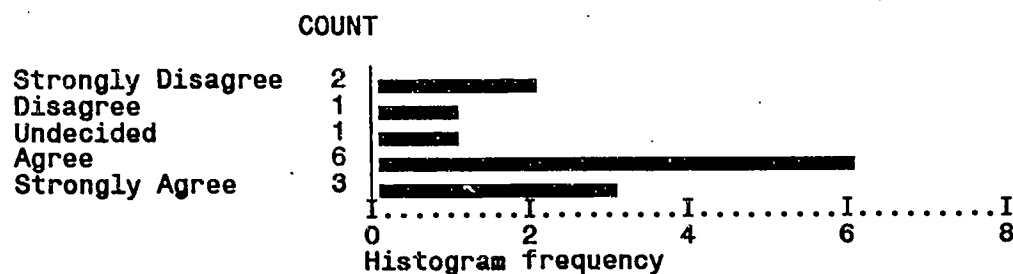 COUNT
Strongly Disagree 2
Disagree 1
Undecided 1
Agree 6
Strongly Agree 3
I.........I.........I.........I.........I
0 2 4 6 8
Histogram frequency